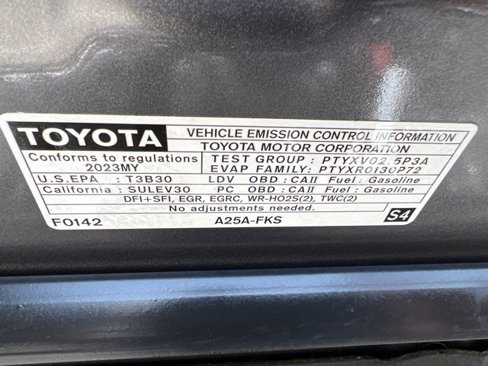 TOYOTA VEHICLE EMISSION CONTROL INFORMATION
TOYOTA MOTOR CORPORATION
Conforms to regulations TEST GROUP : PTYXV02.5P3A
2023MY EVAP FAMILY : PTYXR0130P72
U.S.EPA : T3B30 LDV OBD : CAII Fuel : Gasoline
California : SULEV30 PC OBD : CAII Fuel : Gasoline
DFI+SFI, EGR, EGRC, WR-HO2S(2), TWC(2)
No adjustments needed.
F0142 A25A-FKS S4